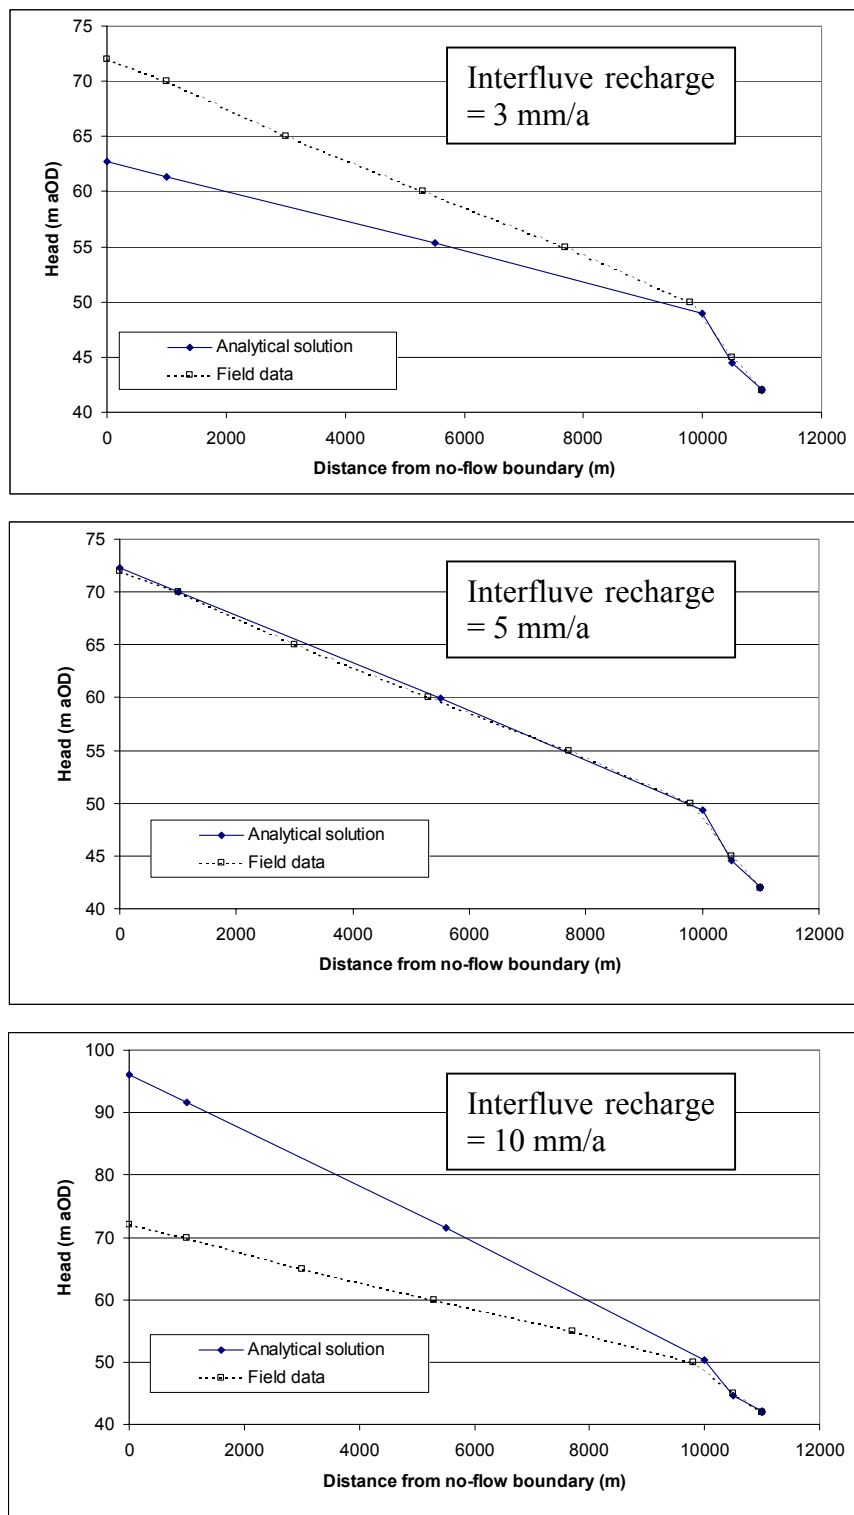 75
70
65
60
55
50
45
40
Head (m aOD)
Interfluve recharge
= 3 mm/a
Analytical solution
Field data
0 2000 4000 6000 8000 10000 12000
Distance from no-flow boundary (m)
75
70
65
60
55
50
45
40
Head (m aOD)
Interfluve recharge
= 5 mm/a
Analytical solution
Field data
0 2000 4000 6000 8000 10000 12000
Distance from no-flow boundary (m)
100
90
80
70
60
50
40
Head (m aOD)
Interfluve recharge
= 10 mm/a
Analytical solution
Field data
0 2000 4000 6000 8000 10000 12000
Distance from no-flow boundary (m)